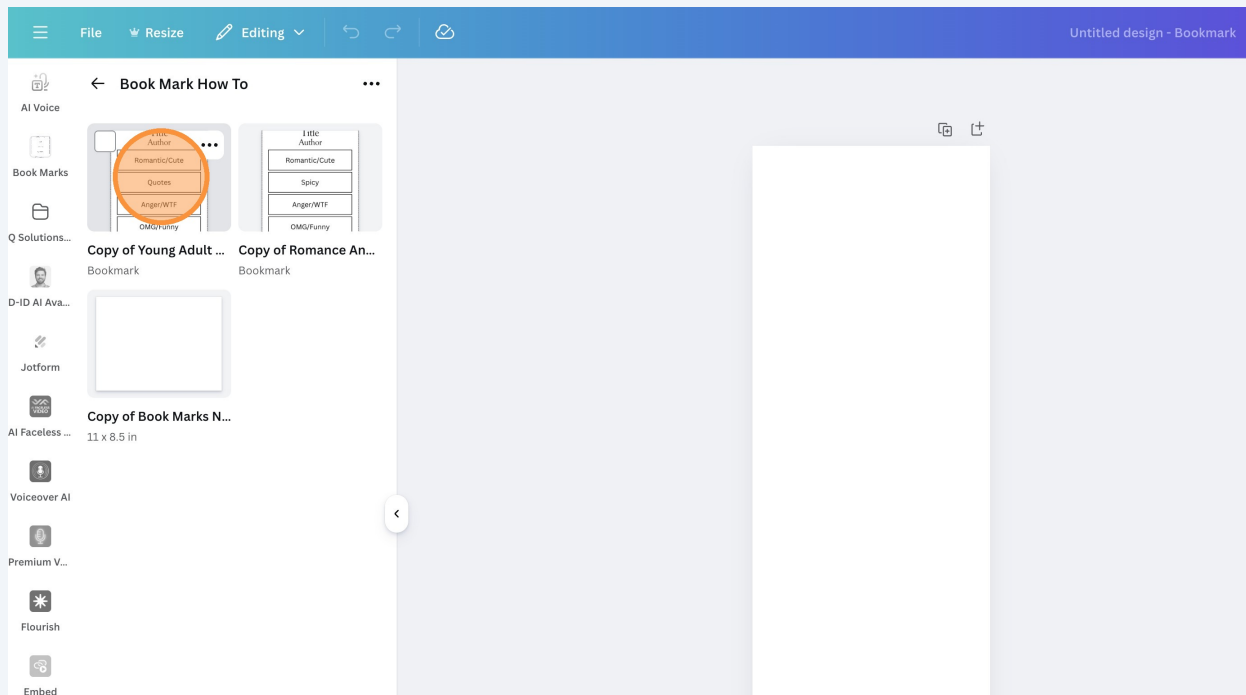 File
Resize
Editing
Untitled design - Bookmark
AI Voice
Book Marks
Q Solutions...
D-ID AI Ava...
Jotform
AI Faceless ...
Voiceover AI
Premium V...
Flourish
Embed
Book Mark How To
Title
Author
Romantic/Cute
Quotes
Anger/WTF
OMG/Funny
Copy of Young Adult ...
Bookmark
Title
Author
Romantic/Cute
Spicy
Anger/WTF
OMG/Funny
Copy of Romance An...
Bookmark
Copy of Book Marks N...
11 x 8.5 in